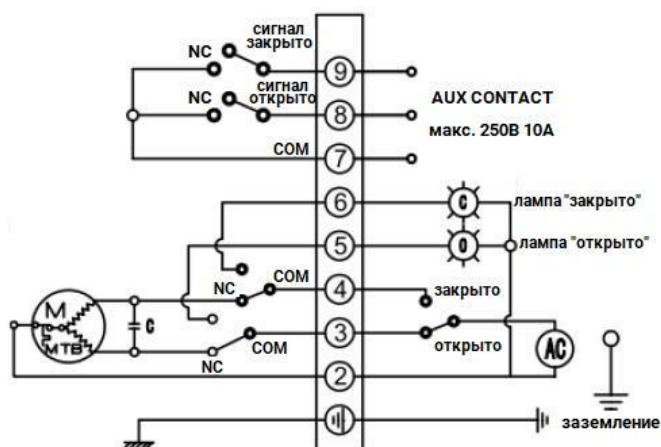 сигнал
закрыто
NC
9
сигнал
открыто
NC
8
AUX CONTACT
макс. 250В 10А
COM
7
6
C
лампа "закрыто"
5
O
лампа "открыто"
COM
NC
4
закрыто
M
C
MTB
3
COM
открыто
AC
NC
2
заземление